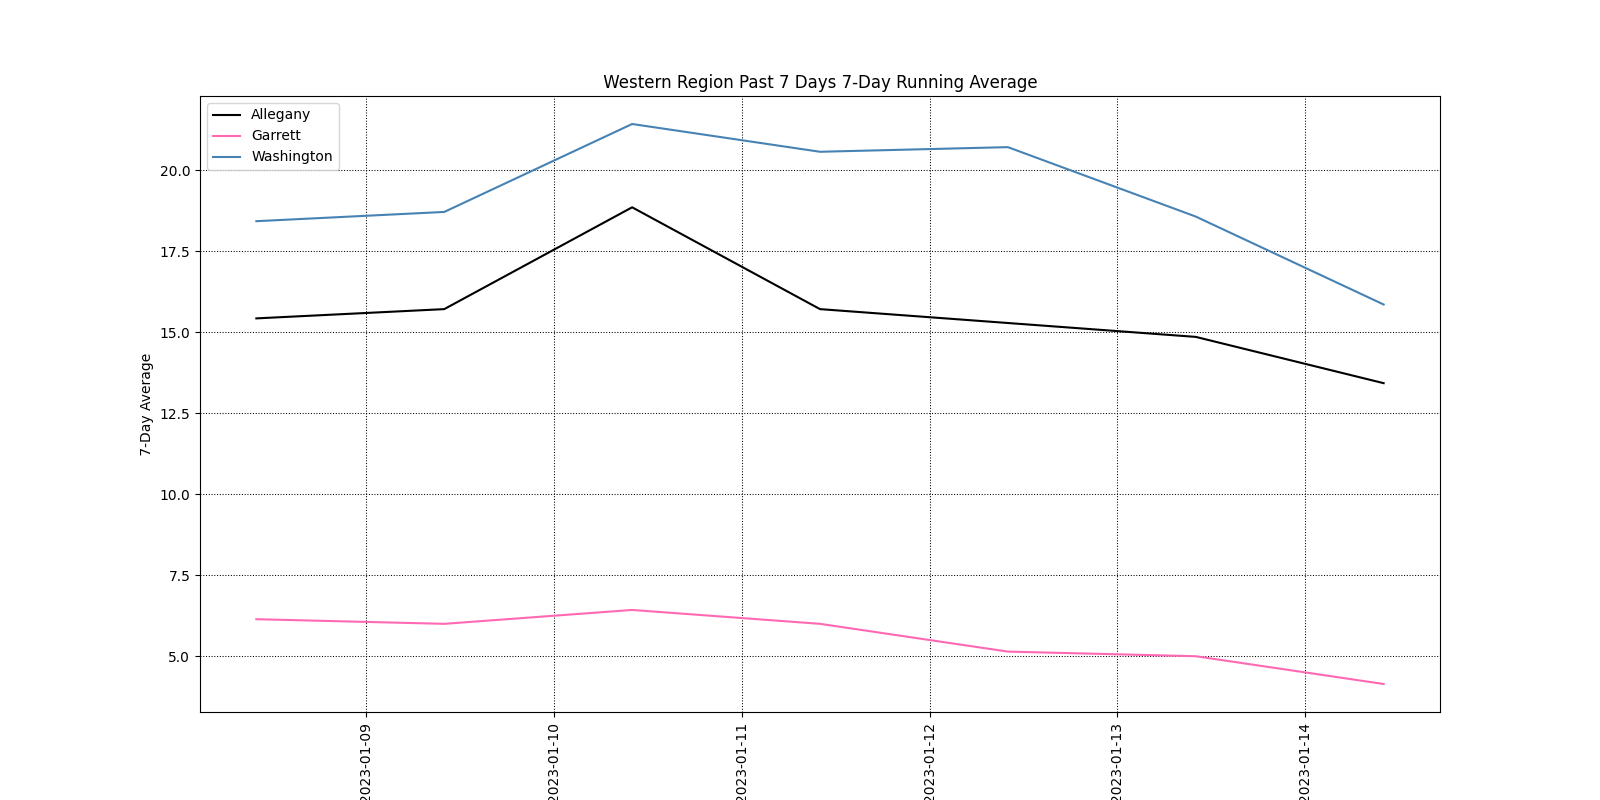 Western Region Past 7 Days 7-Day Running Average
Allegany
Garrett
Washington
20.0
17.5
15.0
12.5
10.0
7.5
5.0
7-Day Average
2023-01-09
2023-01-10
2023-01-11
2023-01-12
2023-01-13
2023-01-14